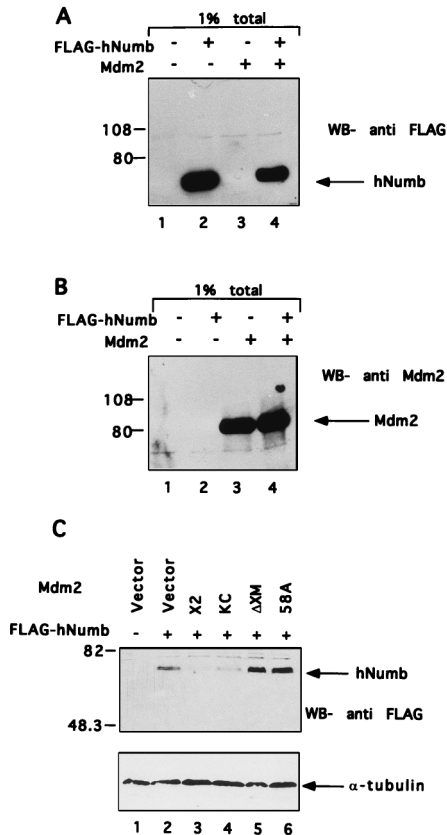 A
1% total
FLAG-hNumb - + - +
Mdm2 - - + +
108
80
WB- anti FLAG
hNumb
1 2 3 4
B
1% total
FLAG-hNumb - + - +
Mdm2 - - + +
108
80
WB- anti Mdm2
Mdm2
1 2 3 4
C
Mdm2 Vector Vector X2 KC ΔXM 58A
FLAG-hNumb - + + + + +
82
48.3
hNumb
WB- anti FLAG
α-tubulin
1 2 3 4 5 6